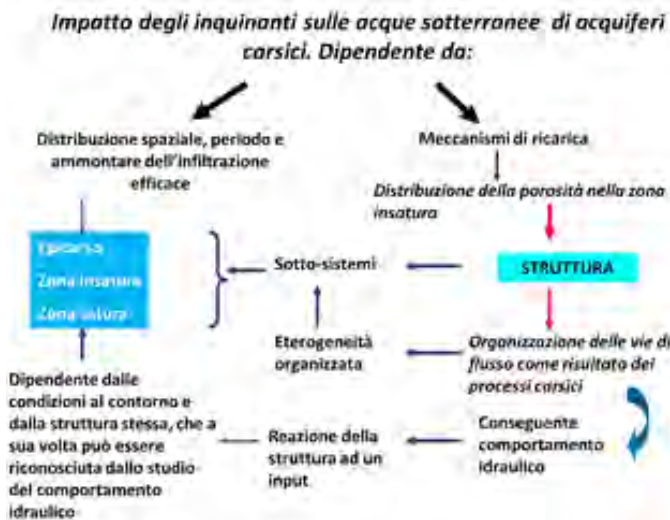 Impatto degli inquinanti sulle acque sotterranee di acquiferi
carsici. Dipendente da:
Distribuzione spaziale, periodo e
ammontare dell'infiltrazione
efficace
Meccanismi di ricarica
Distribuzione della porosità nella zona
insatura
Epicarso
Zona insatura
Zona satura
Sotto-sistemi
STRUTTURA
Eterogeneità
organizzata
Organizzazione delle vie di
flusso come risultato dei
processi carsici
Dipendente dalle
condizioni al contorno e
dalla struttura stessa, che a
sua volta può essere
riconosciuta dallo studio
del comportamento
idraulico
Reazione della
struttura ad un
input
Conseguente
comportamento
idraulico